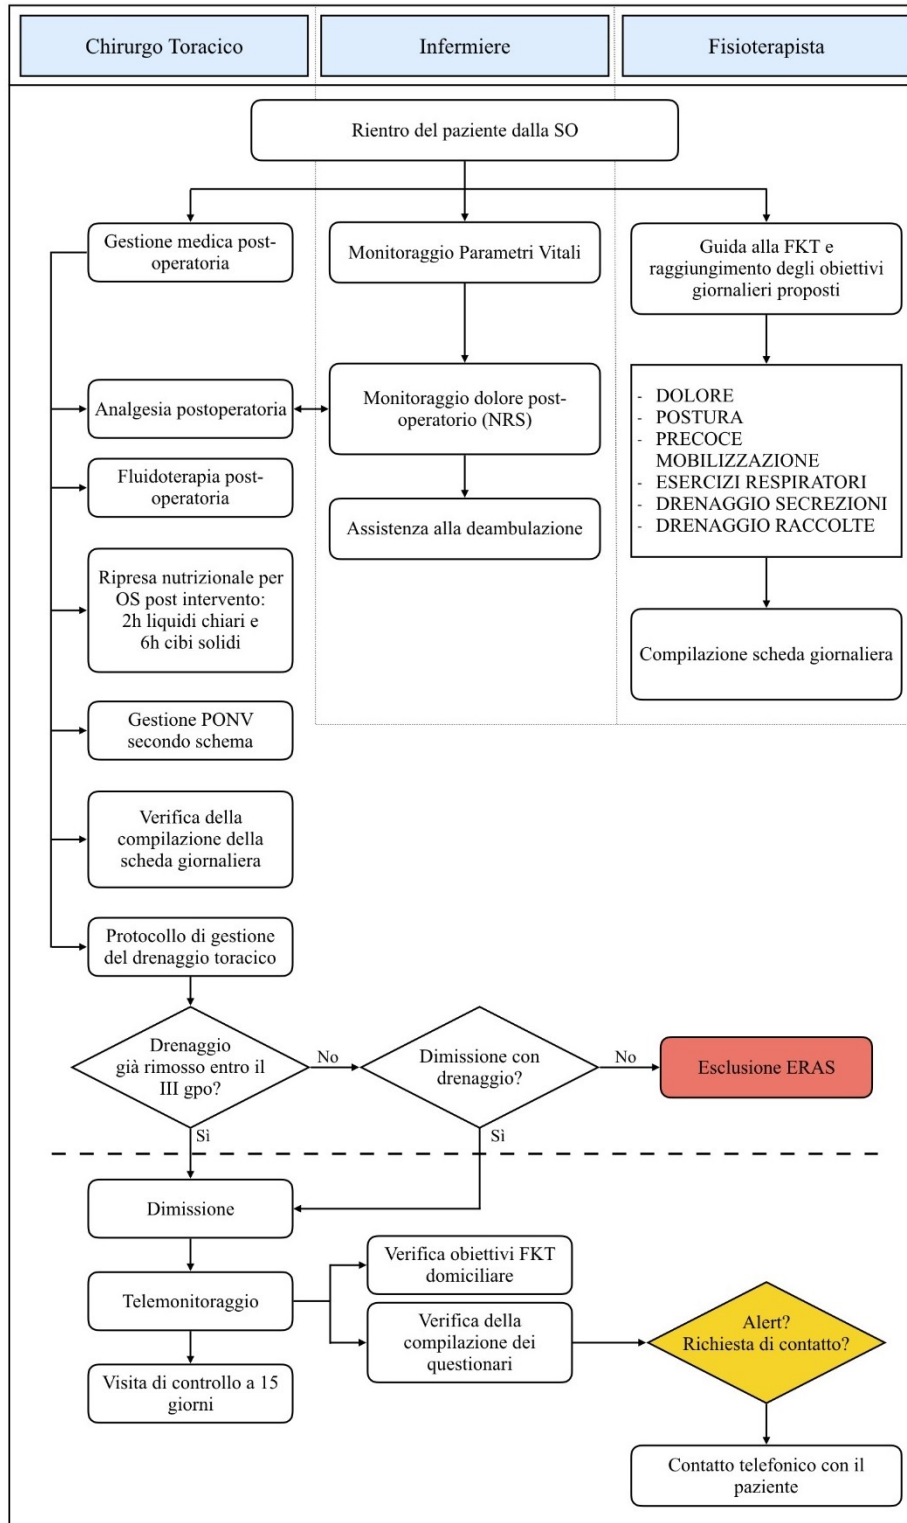 Chirurgo Toracico
Infermiere
Fisioterapista
Rientro del paziente dalla SO
Gestione medica post-
operatoria
Monitoraggio Parametri Vitali
Guida alla FKT e
raggiungimento degli obiettivi
giornalieri proposti
Analgesia postoperatoria
Monitoraggio dolore post-
operatorio (NRS)
- DOLORE
- POSTURA
- PRECOCE
MOBILIZZAZIONE
- ESERCIZI RESPIRATORI
- DRENAGGIO SECREZIONI
- DRENAGGIO RACCOLTE
Fluidoterapia post-
operatoria
Assistenza alla deambulazione
Ripresa nutrizionale per
OS post intervento:
2h liquidi chiari e
6h cibi solidi
Compilazione scheda giornaliera
Gestione PONV
secondo schema
Verifica della
compilazione della
scheda giornaliera
Protocollo di gestione
del drenaggio toracico
Drenaggio
già rimosso entro il
III gpo?
No
Dimissione con
drenaggio?
No
Esclusione ERAS
Sì
Sì
Dimissione
Telemonitoraggio
Verifica obiettivi FKT
domiciliare
Verifica della
compilazione dei
questionari
Alert?
Richiesta di contatto?
Visita di controllo a 15
giorni
Contatto telefonico con il
paziente